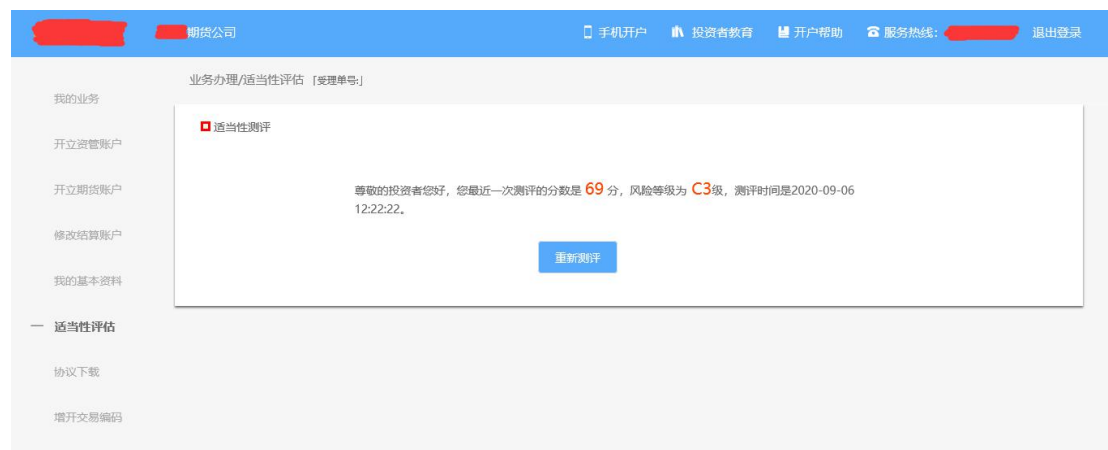 期货公司
手机开户
投资者教育
开户帮助
服务热线:
退出登录
业务办理/适当性评估「受理单号:」
我的业务
开立资管账户
开立期货账户
修改结算账户
我的基本资料
适当性评估
协议下载
增开交易编码
适当性测评
尊敬的投资者您好，您最近一次测评的分数是 69 分，风险等级为 C3级，测评时间是2020-09-06
12:22:22。
重新测评